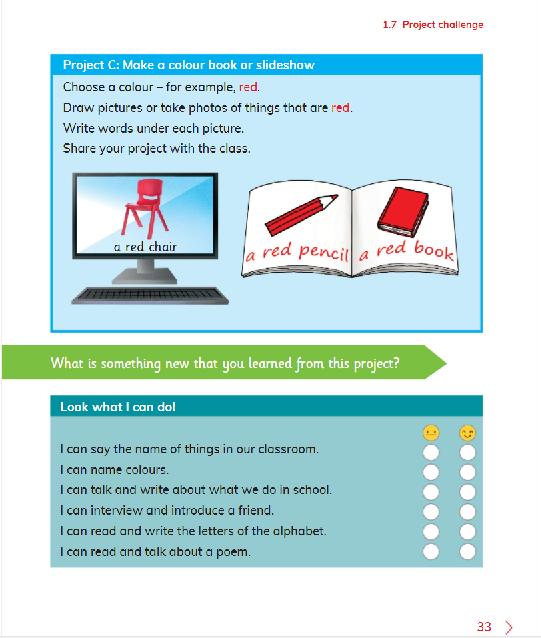 1.7 Project challenge
Project C: Make a colour book or slideshow
Choose a colour – for example, red.
Draw pictures or take photos of things that are red.
Write words under each picture.
Share your project with the class.
a red chair
a red pencil
a red book
What is something new that you learned from this project?
Look what I can do!
I can say the name of things in our classroom.
I can name colours.
I can talk and write about what we do in school.
I can interview and introduce a friend.
I can read and write the letters of the alphabet.
I can read and talk about a poem.
33